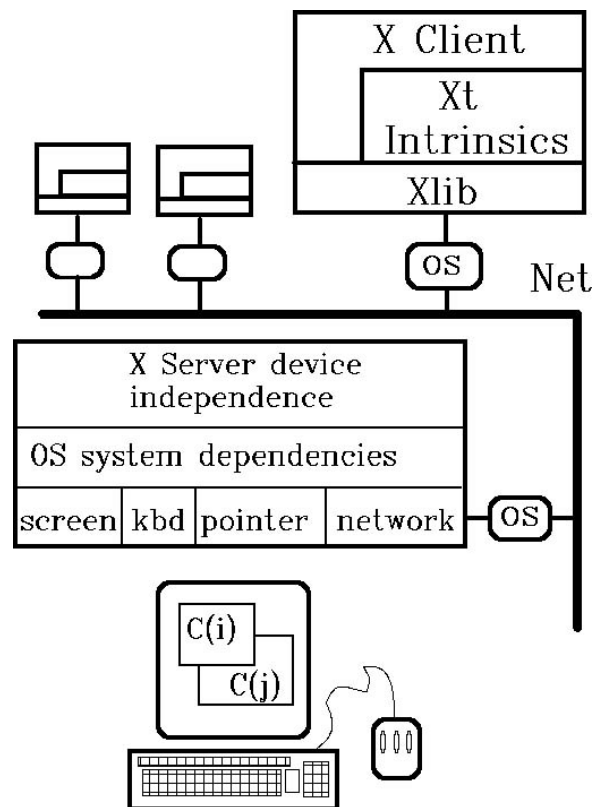 X Client
Xt
Intrinsics
Xlib
OS
Net
X Server device
independence
OS system dependencies
screen kbd pointer network
OS
C(i)
C(j)